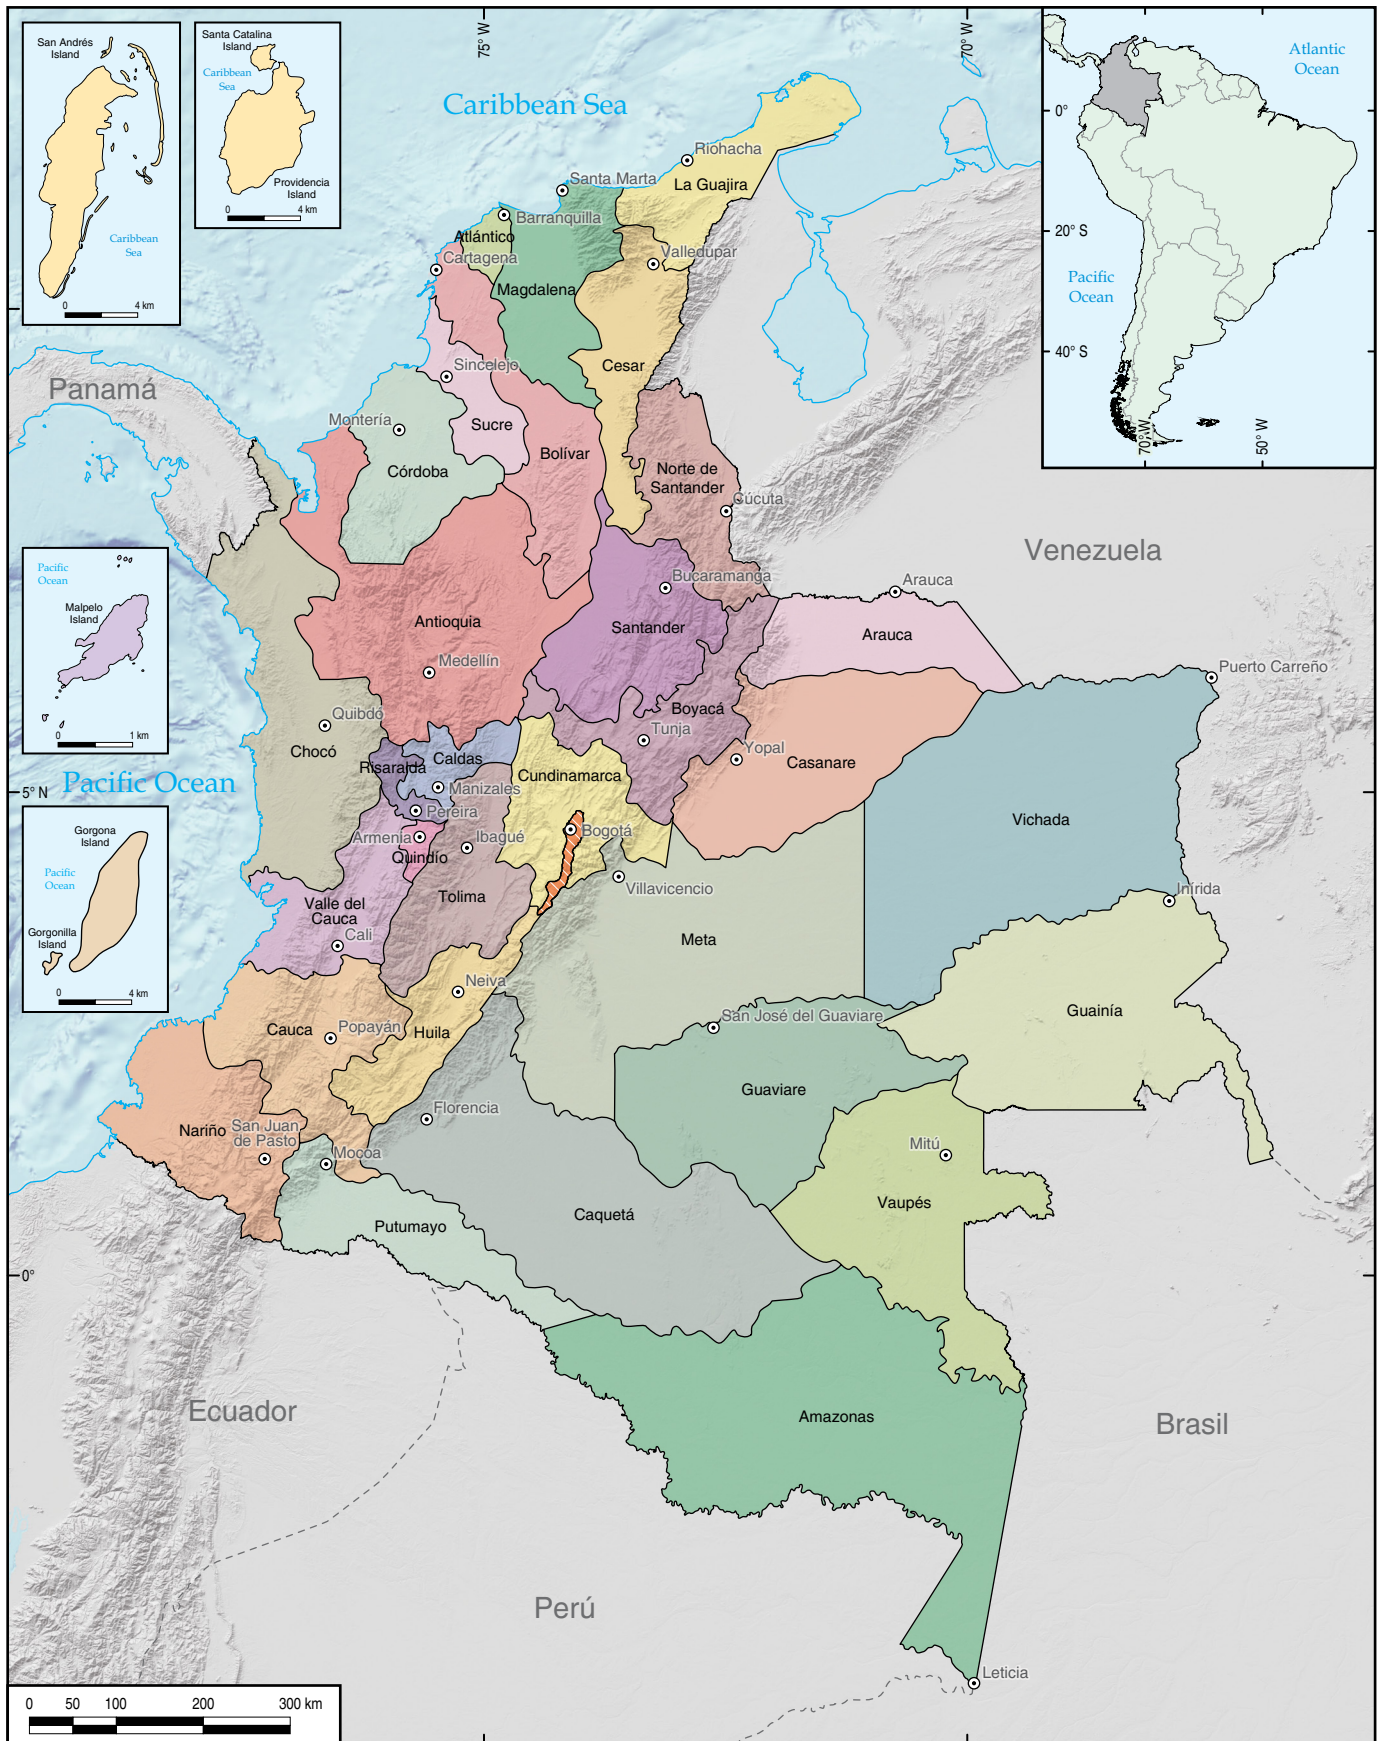 San Andrés
Island
Caribbean
Sea
0 4 km
Santa Catalina
Island
Caribbean
Sea
Providencia
Island
0 4 km
75° W
70° W
Caribbean Sea
Atlantic
Ocean
0°
20° S
Pacific
Ocean
40° S
70° W
50° W
Riohacha
La Guajira
Santa Marta
Barranquilla
Atlántico
Cartagena
Valledupar
Magdalena
Cesar
Sincelejo
Panamá
Montería
Sucre
Bolívar
Córdoba
Norte de
Santander
Cúcuta
Venezuela
Pacific
Ocean
Malpelo
Island
0 1 km
Bucaramanga
Arauca
Antioquia
Santander
Arauca
Medellín
Puerto Carreño
Boyacá
Quibdó
Tunja
Chocó
Yopal
Caldas
Risaralda
Casanare
Cundinamarca
Pacific Ocean
Manizales
5° N
Pereira
Vichada
Armenia
Ibagué
Bogotá
Quindío
Gorgona
Island
Pacific
Ocean
Gorgonilla
Island
0 4 km
Villavicencio
Inírida
Tolima
Valle del
Cauca
Cali
Meta
Neiva
Guainía
San José del Guaviare
Cauca
Popayán
Huila
Guaviare
Florencia
Nariño
San Juan
de Pasto
Mitú
Mocoa
Vaupés
Caquetá
Putumayo
0°
Ecuador
Amazonas
Brasil
Perú
Leticia
0 50 100 200 300 km